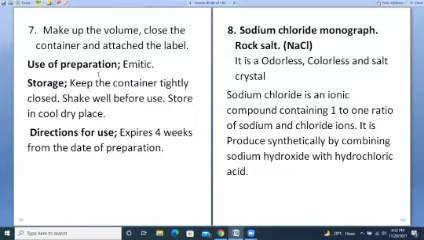 7. Make up the volume, close the
container and attached the label.
Use of preparation; Emitic.
Storage; Keep the container tightly
closed. Shake well before use. Store
in cool dry place.
Directions for use; Expires 4 weeks
from the date of preparation.
8. Sodium chloride monograph.
Rock salt. (NaCl)
It is a Odorless, Colorless and salt
crystal
Sodium chloride is an ionic
compound containing 1 to one ratio
of sodium and chloride ions. It is
Produce synthetically by combining
sodium hydroxide with hydrochloric
acid.
Type here to search